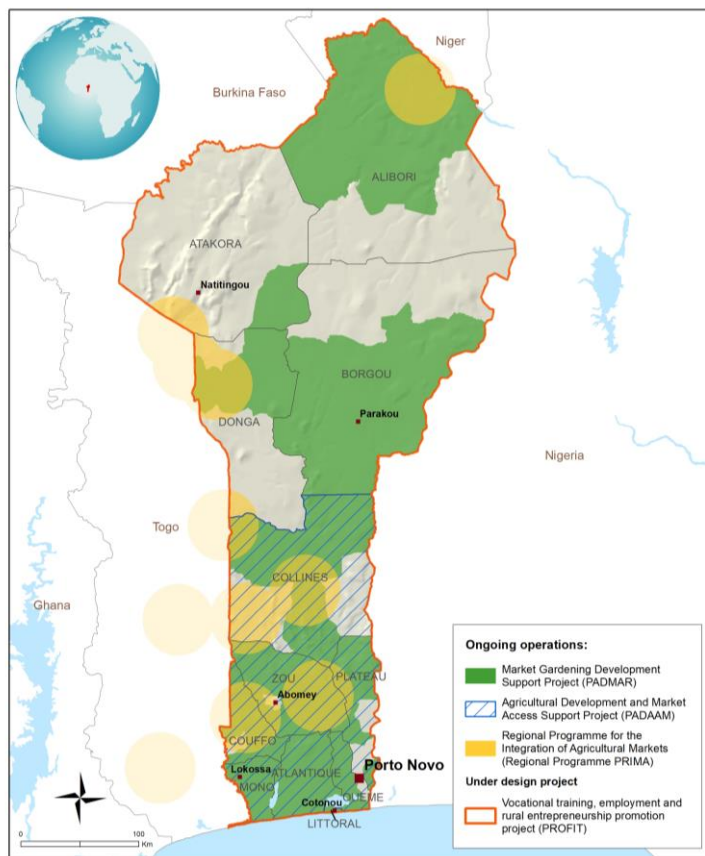 Niger
Burkina Faso
ALIBORI
ATAKORA
Natitingou
BORGOU
Parakou
DONGA
Nigeria
Togo
COLLINES
Ghana
ZOU
PLATEAU
Abomey
COUFFO
Lokossa
ATLANTIQUE
Porto Novo
MONO
OUEME
Cotonou
LITTORAL
0
100
Km
Ongoing operations:
Market Gardening Development
Support Project (PADMAR)
Agricultural Development and Market
Access Support Project (PADAAM)
Regional Programme for the
Integration of Agricultural Markets
(Regional Programme PRIMA)
Under design project
Vocational training, employment and
rural entrepreneurship promotion
project (PROFIT)